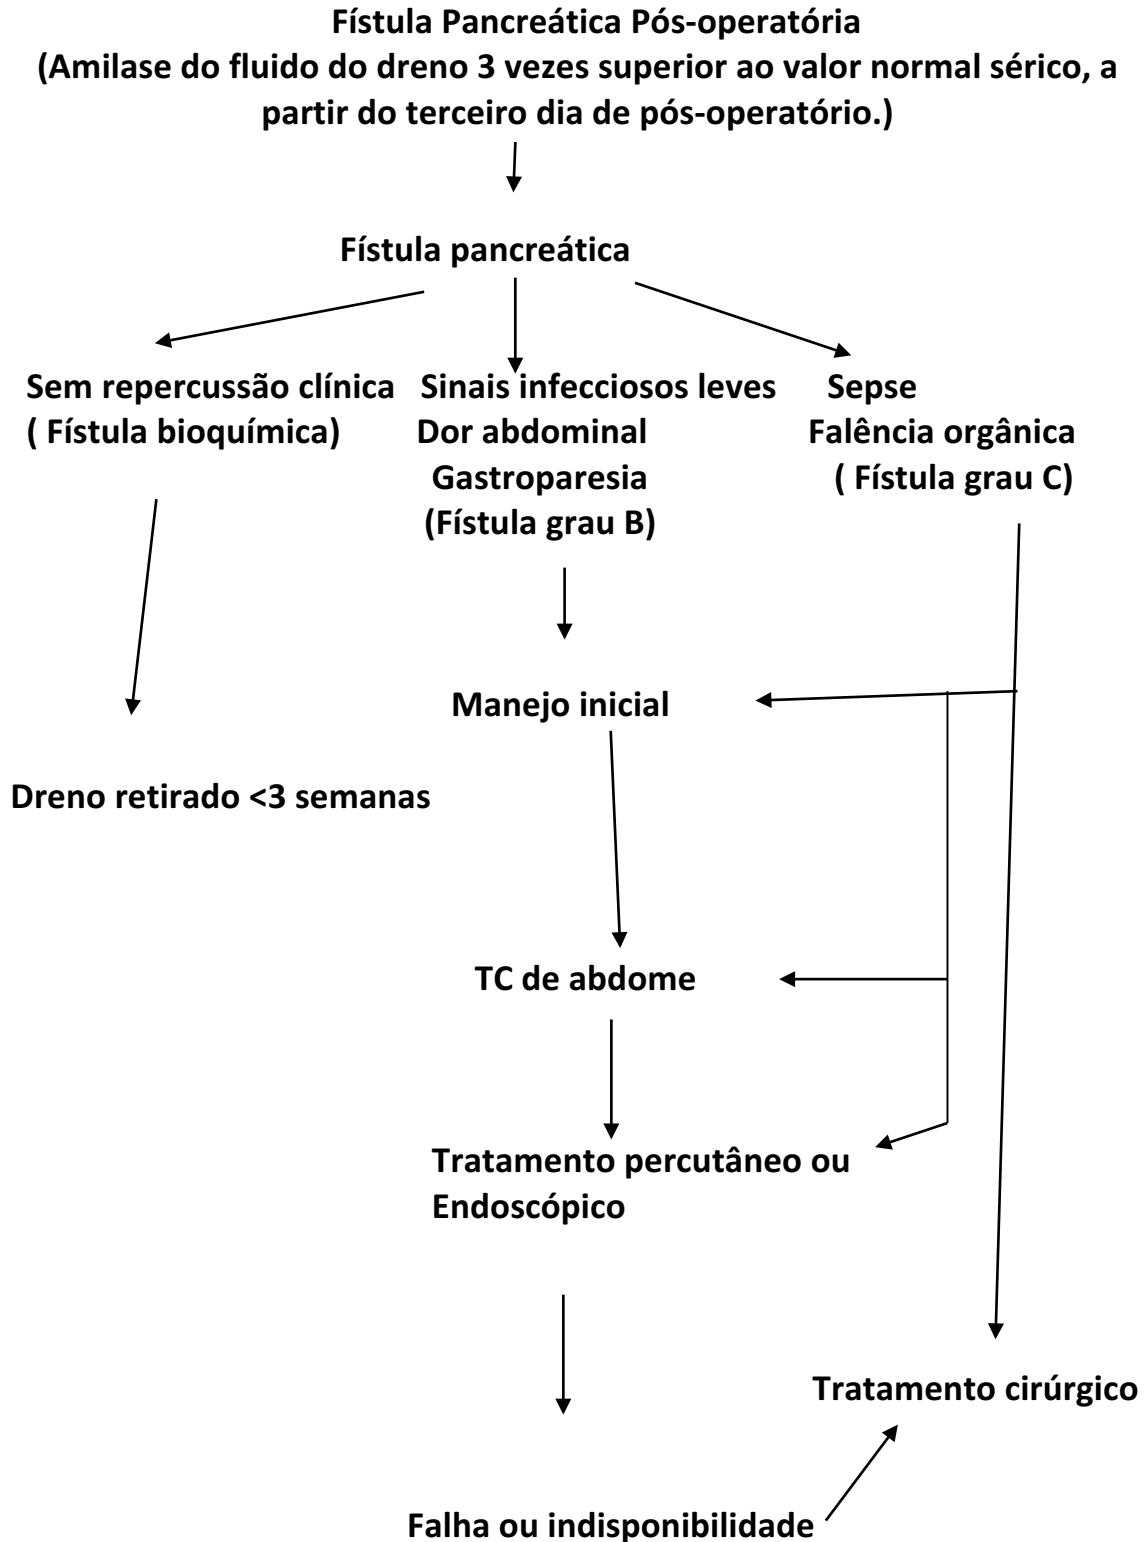 Fístula Pancreática Pós-operatória
(Amilase do fluido do dreno 3 vezes superior ao valor normal sérico, a
partir do terceiro dia de pós-operatório.)
Fístula pancreática
Sem repercussão clínica
( Fístula bioquímica)
Sinais infecciosos leves
Dor abdominal
Gastroparesia
(Fístula grau B)
Sepse
Falência orgânica
( Fístula grau C)
Manejo inicial
Dreno retirado <3 semanas
TC de abdome
Tratamento percutâneo ou
Endoscópico
Tratamento cirúrgico
Falha ou indisponibilidade